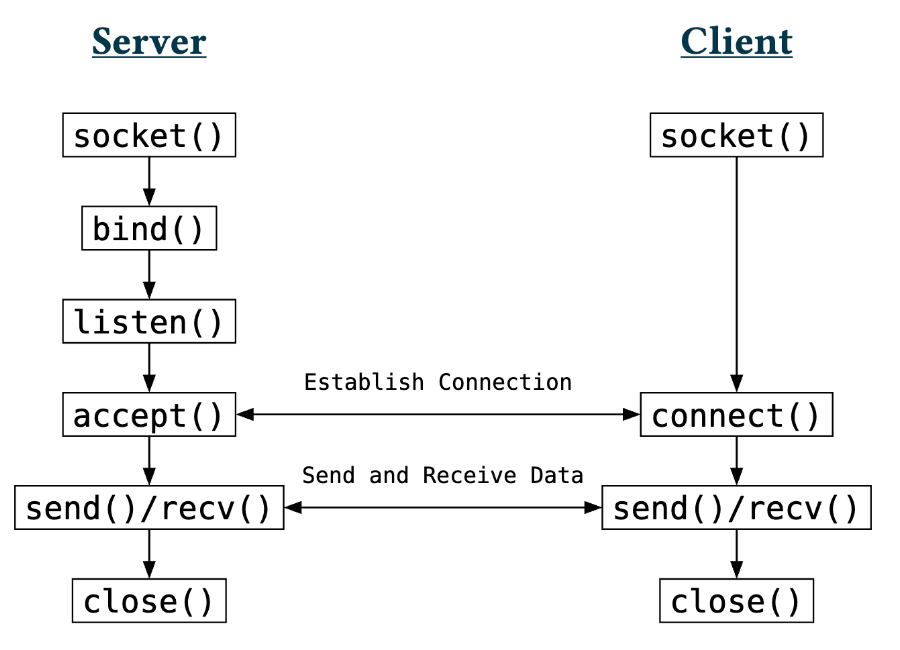 Server
Client
socket()
socket()
bind()
listen()
Establish Connection
accept()
connect()
Send and Receive Data
send()/recv()
send()/recv()
close()
close()